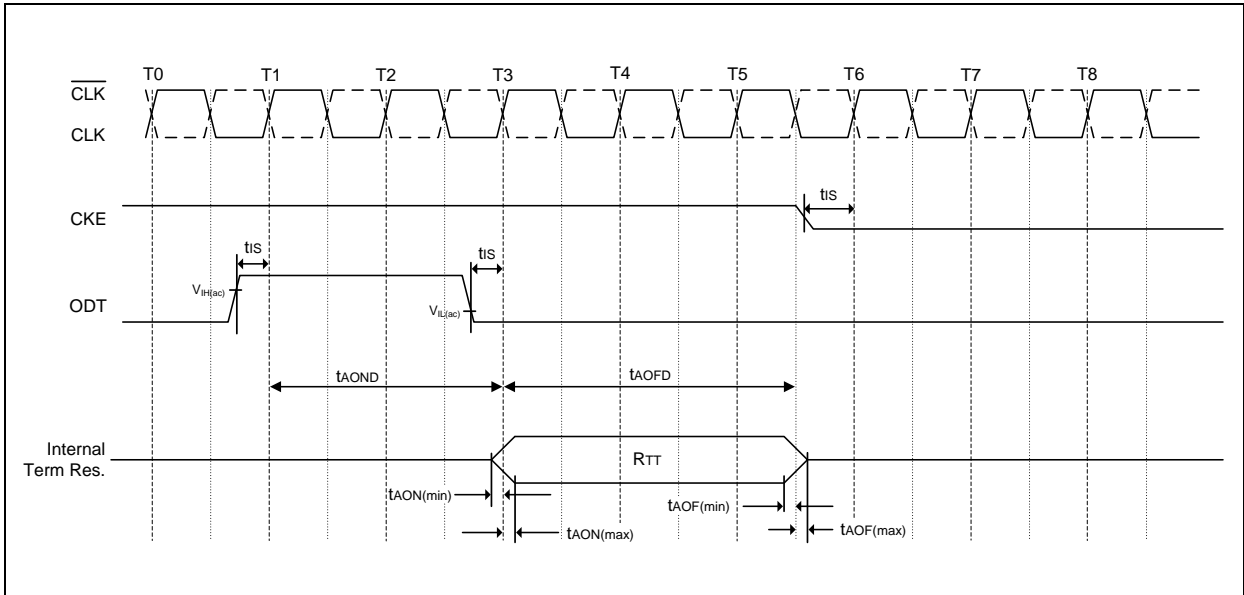 T0 T1 T2 T3 T4 T5 T6 T7 T8
CLK
CLK
tIS
CKE
tIS
tIS
VIH(ac)
ODT
VIL(ac)
tAOND
tAOFD
Internal
Term Res.
RTT
tAON(min)
tAOF(min)
tAON(max)
tAOF(max)